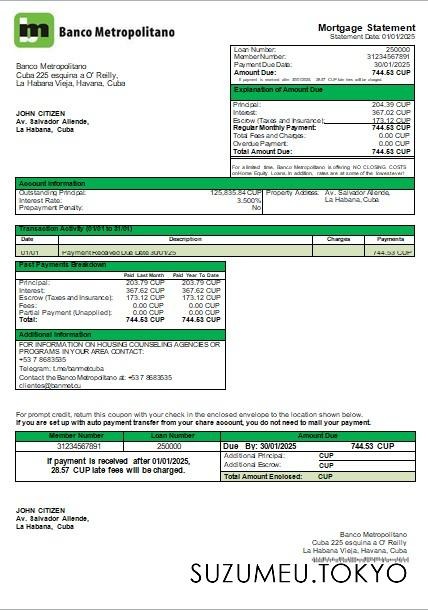 bm Banco Metropolitano
Mortgage Statement
Statement Date: 01/01/2025
Banco Metropolitano
Cuba 225 esquina a O' Reilly,
La Habana Vieja, Havana, Cuba
JOHN CITIZEN
Av. Salvador Allende,
La Habana, Cuba
Loan Number: 250000
Member Number: 31234567891
Payment Due Date: 30/01/2025
Amount Due: 744.53 CUP
If payment is received after 30/01/2025, 28.57 CUP late fees will be charged.
Explanation of Amount Due
Principal: 204.39 CUP
Interest: 367.02 CUP
Escrow (Taxes and Insurance): 173.12 CUP
Regular Monthly Payment: 744.53 CUP
Total Fees and Charges: 0.00 CUP
Overdue Payment: 0.00 CUP
Total Amount Due: 744.53 CUP
For a limited time, Banco Metropolitano is offering NO CLOSING COSTS
on Home Equity Loans. In addition, rates are at some of the lowest ever!
Account Information
Outstanding Principal: 125,835.84 CUP
Interest Rate: 3.500%
Prepayment Penalty: No
Property Address: Av. Salvador Allende,
La Habana, Cuba
Transaction Activity (01/01 to 31/01)
Date Description Charges Payments
01/01 Payment Received Due Date 30/01/25 744.53 CUP
Past Payments Breakdown
Paid Last Month Paid Year To Date
Principal: 203.79 CUP 203.79 CUP
Interest: 367.62 CUP 367.62 CUP
Escrow (Taxes and Insurance): 173.12 CUP 173.12 CUP
Fees: 0.00 CUP 0.00 CUP
Partial Payment (Unapplied): 0.00 CUP 0.00 CUP
Total: 744.53 CUP 744.53 CUP
Additional Information
FOR INFORMATION ON HOUSING COUNSELING AGENCIES OR
PROGRAMS IN YOUR AREA CONTACT:
+53 7 8683535
Telegram: t.me/banmetcuba
Contact the Banco Metropolitano at: +53 7 8683535
clientes@banmet.cu
For prompt credit, return this coupon with your check in the enclosed envelope to the location shown below.
If you are set up with auto payment transfer from your share account, you do not need to mail your payment.
Member Number Loan Number Amount Due
31234567891 250000 Due By: 30/01/2025 744.53 CUP
If payment is received after 01/01/2025,
28.57 CUP late fees will be charged.
Additional Principal: CUP
Additional Escrow: CUP
Total Amount Enclosed: CUP
JOHN CITIZEN
Av. Salvador Allende,
La Habana, Cuba
Banco Metropolitano
Cuba 225 esquina a O' Reilly
La Habana Vieja, Havana, Cuba
SUZUMEU.TOKYO